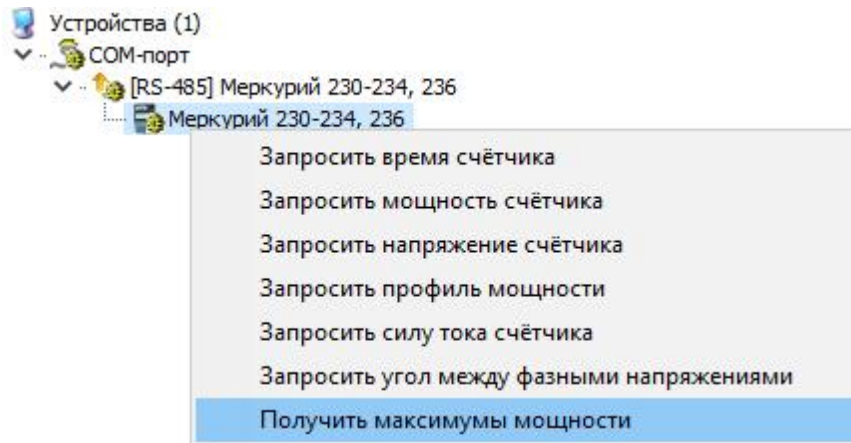 Устройства (1)
COM-порт
[RS-485] Меркурий 230-234, 236
Меркурий 230-234, 236
Запросить время счётчика
Запросить мощность счётчика
Запросить напряжение счётчика
Запросить профиль мощности
Запросить силу тока счётчика
Запросить угол между фазными напряжениями
Получить максимумы мощности